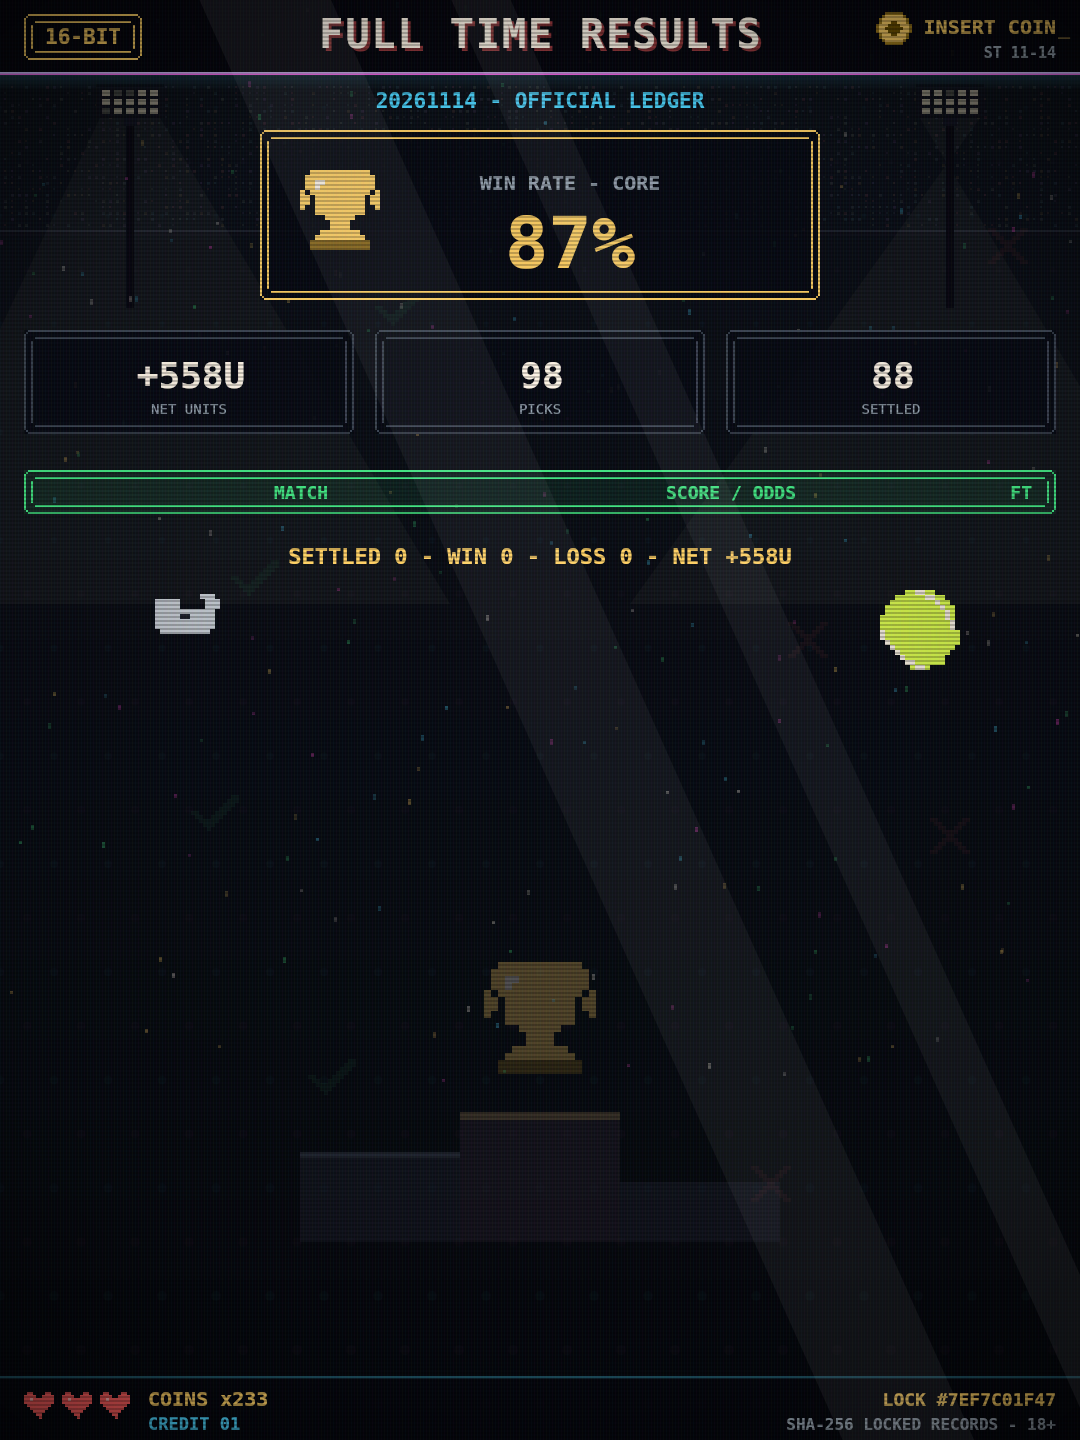 16-BIT
FULL TIME RESULTS
INSERT COIN_
ST 11-14
20261114 - OFFICIAL LEDGER
WIN RATE - CORE
87%
+558U
NET UNITS
98
PICKS
88
SETTLED
MATCH SCORE / ODDS FT
SETTLED 0 - WIN 0 - LOSS 0 - NET +558U
COINS x233
CREDIT 01
LOCK #7EF7C01F47
SHA-256 LOCKED RECORDS - 18+